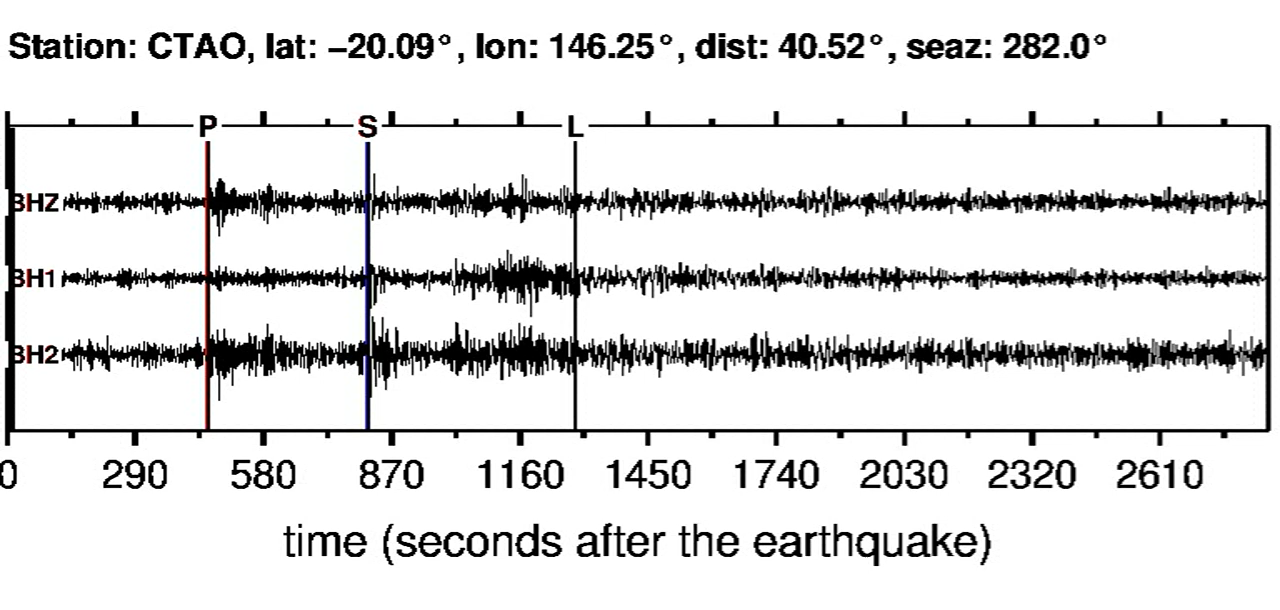 Station: CTAO, lat: −20.09°, lon: 146.25°, dist: 40.52°, seaz: 282.0°
P S L
BHZ
BH1
BH2
0 290 580 870 1160 1450 1740 2030 2320 2610
time (seconds after the earthquake)